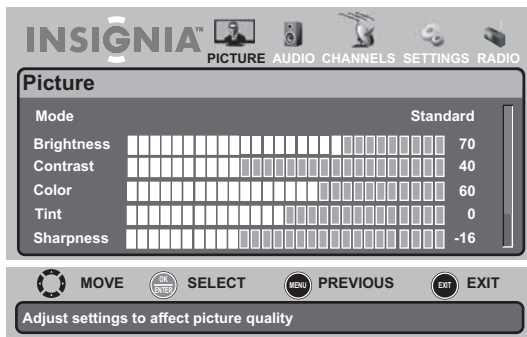 INSIGNIA™
PICTURE AUDIO CHANNELS SETTINGS RADIO
Picture
Mode Standard
Brightness 70
Contrast 40
Color 60
Tint 0
Sharpness -16
MOVE OK ENTER SELECT MENU PREVIOUS EXIT EXIT
Adjust settings to affect picture quality